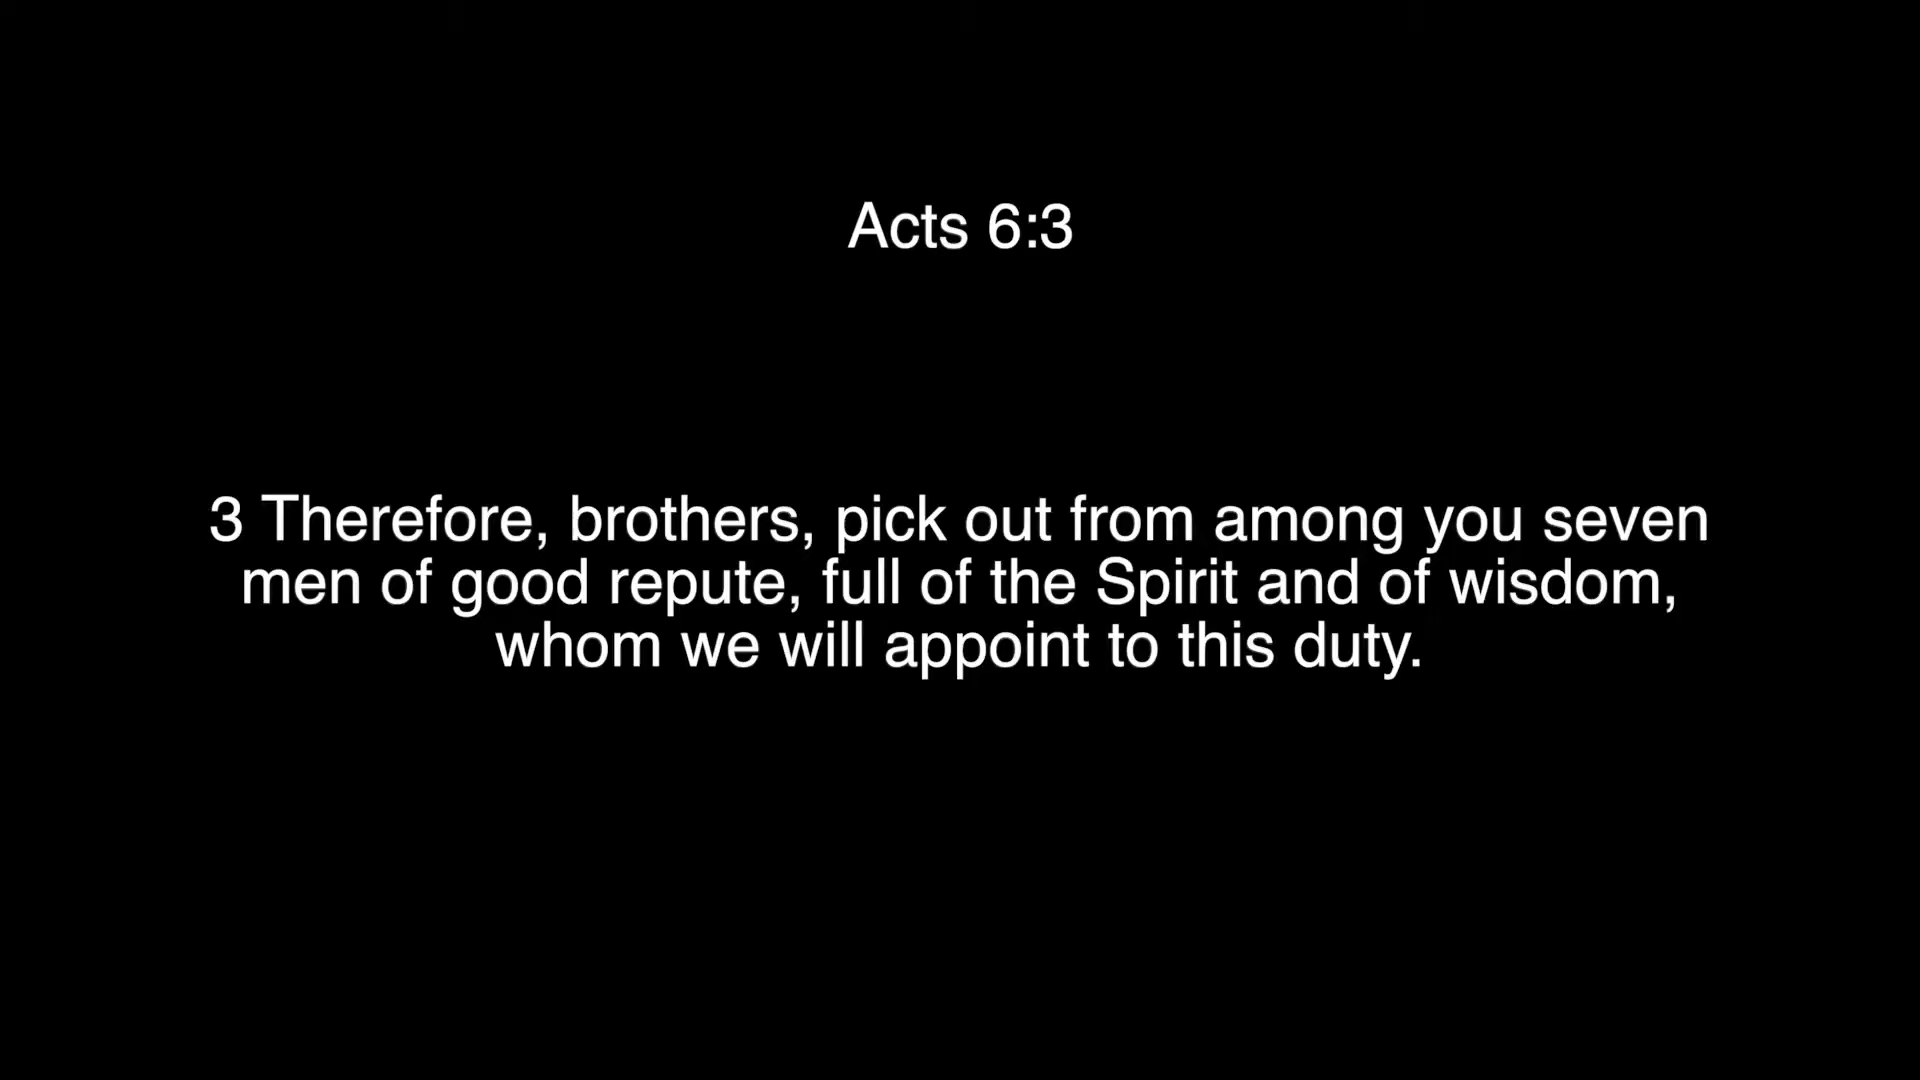 Acts 6:3
3 Therefore, brothers, pick out from among you seven
men of good repute, full of the Spirit and of wisdom,
whom we will appoint to this duty.